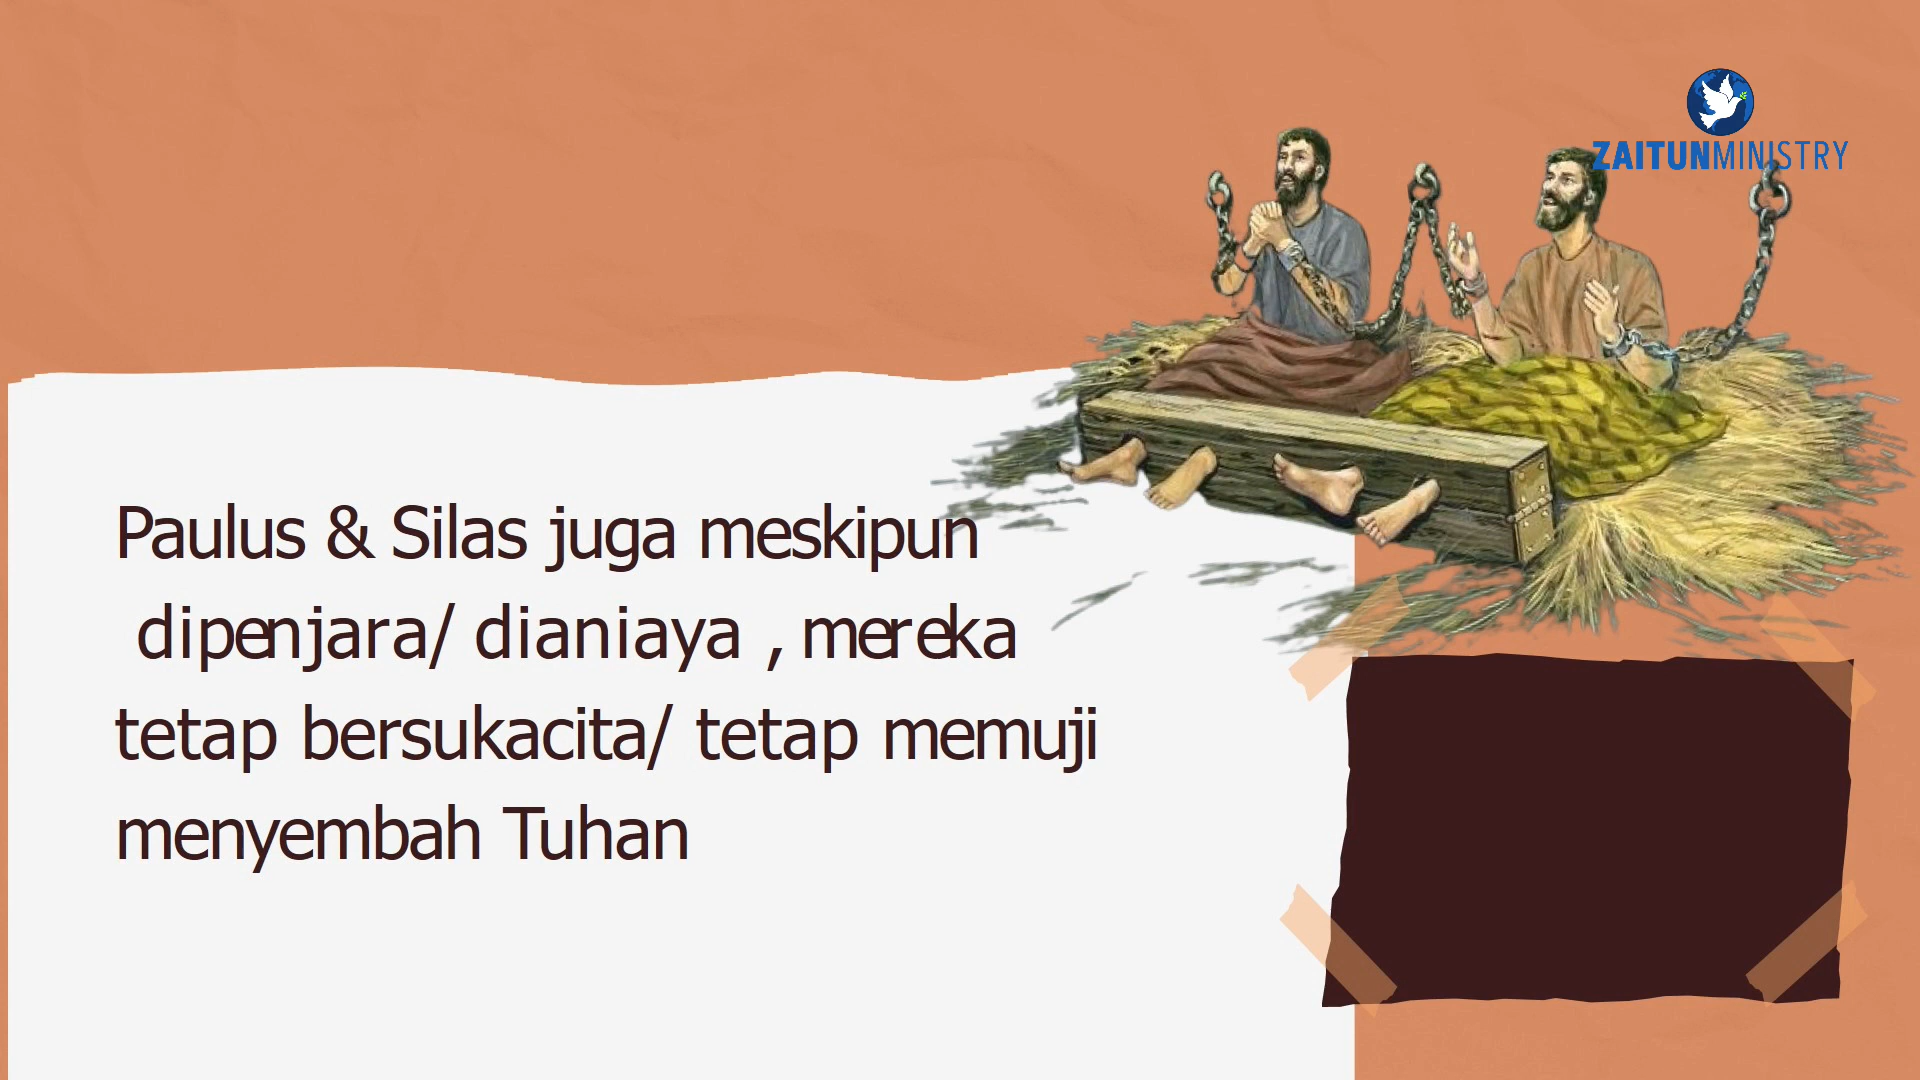 ZAITUNMINISTRY
Paulus & Silas juga meskipun
dipenjara/ dianiaya , mereka
tetap bersukacita/ tetap memuji
menyembah Tuhan